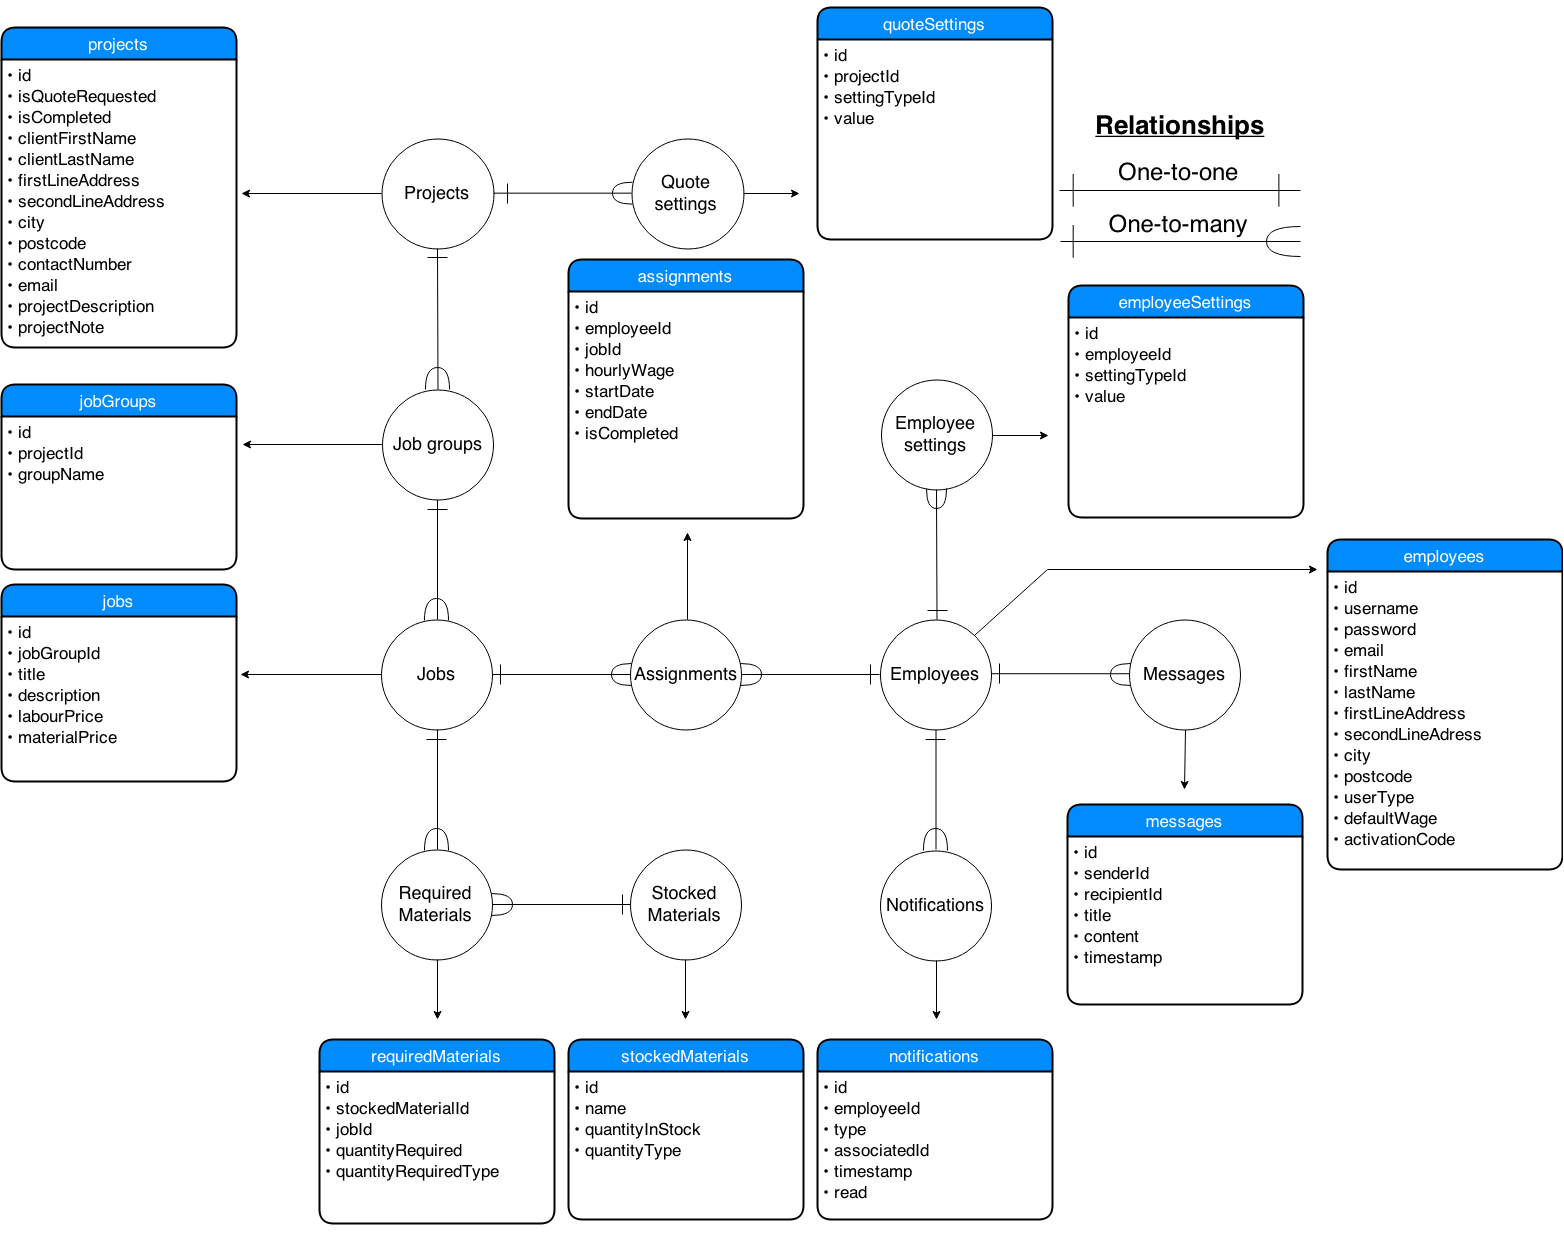 projects
• id
• isQuoteRequested
• isCompleted
• clientFirstName
• clientLastName
• firstLineAddress
• secondLineAddress
• city
• postcode
• contactNumber
• email
• projectDescription
• projectNote
Projects
Quote
settings
quoteSettings
• id
• projectId
• settingTypeId
• value
Relationships
One-to-one
One-to-many
assignments
• id
• employeeId
• jobId
• hourlyWage
• startDate
• endDate
• isCompleted
employeeSettings
• id
• employeeId
• settingTypeId
• value
jobGroups
• id
• projectId
• groupName
Job groups
Employee
settings
employees
• id
• username
• password
• email
• firstName
• lastName
• firstLineAddress
• secondLineAdress
• city
• postcode
• userType
• defaultWage
• activationCode
jobs
• id
• jobGroupId
• title
• description
• labourPrice
• materialPrice
Jobs
Assignments
Employees
Messages
messages
• id
• senderId
• recipientId
• title
• content
• timestamp
Required
Materials
Stocked
Materials
Notifications
requiredMaterials
• id
• stockedMaterialId
• jobId
• quantityRequired
• quantityRequiredType
stockedMaterials
• id
• name
• quantityInStock
• quantityType
notifications
• id
• employeeId
• type
• associatedId
• timestamp
• read